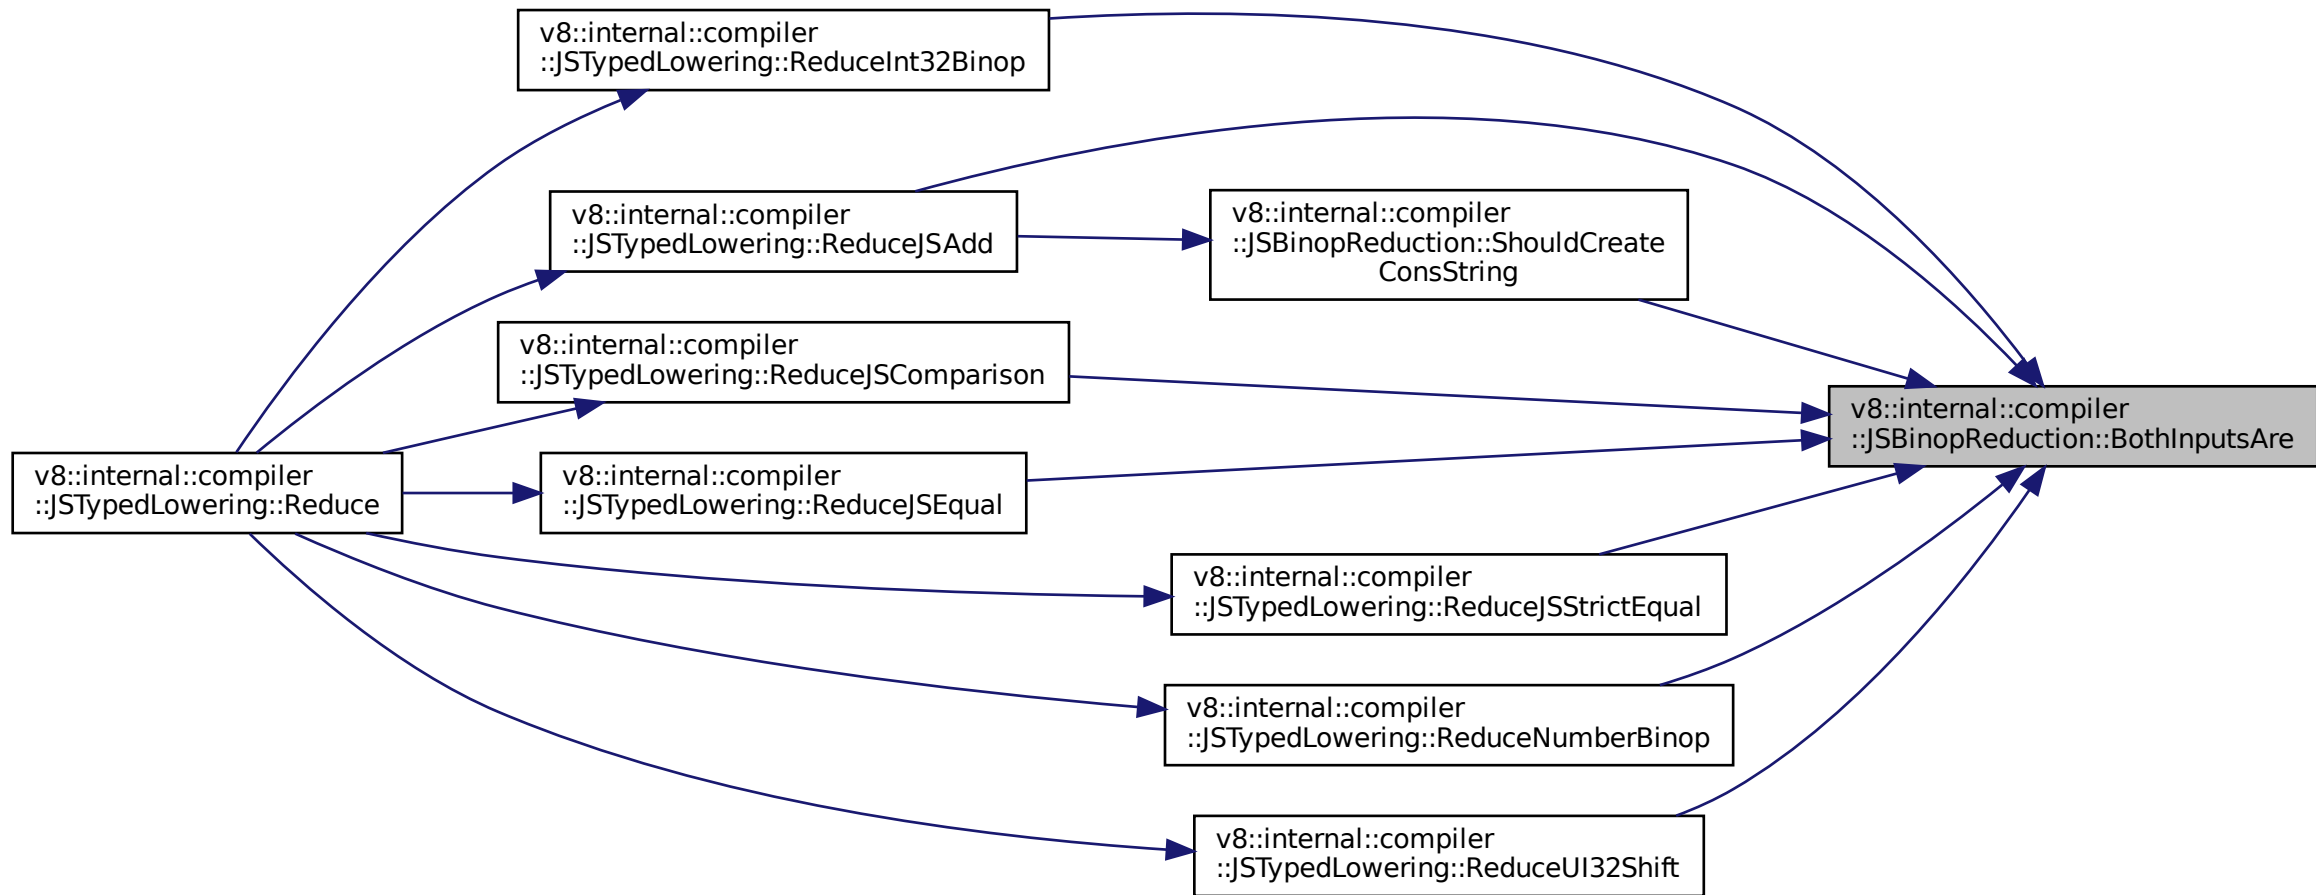 v8::internal::compiler
::JSTypedLowering::ReduceInt32Binop
v8::internal::compiler
::JSTypedLowering::ReduceJSAdd
v8::internal::compiler
::JSBinopReduction::ShouldCreate
ConsString
v8::internal::compiler
::JSTypedLowering::ReduceJSComparison
v8::internal::compiler
::JSBinopReduction::BothInputsAre
v8::internal::compiler
::JSTypedLowering::Reduce
v8::internal::compiler
::JSTypedLowering::ReduceJSEqual
v8::internal::compiler
::JSTypedLowering::ReduceJSStrictEqual
v8::internal::compiler
::JSTypedLowering::ReduceNumberBinop
v8::internal::compiler
::JSTypedLowering::ReduceUI32Shift